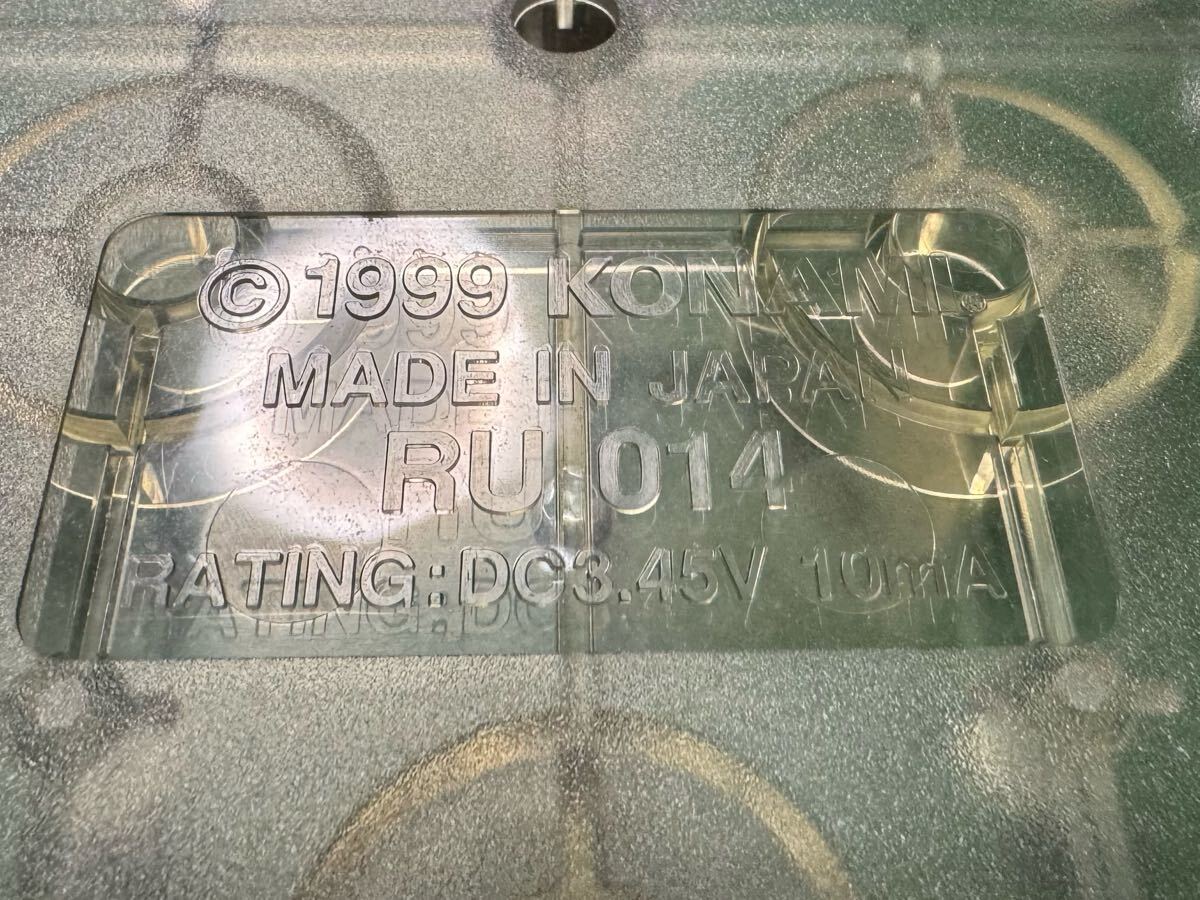 © 1999 KONAMI.
MADE IN JAPAN
RU 014
RATING:DC3.45V 10mA